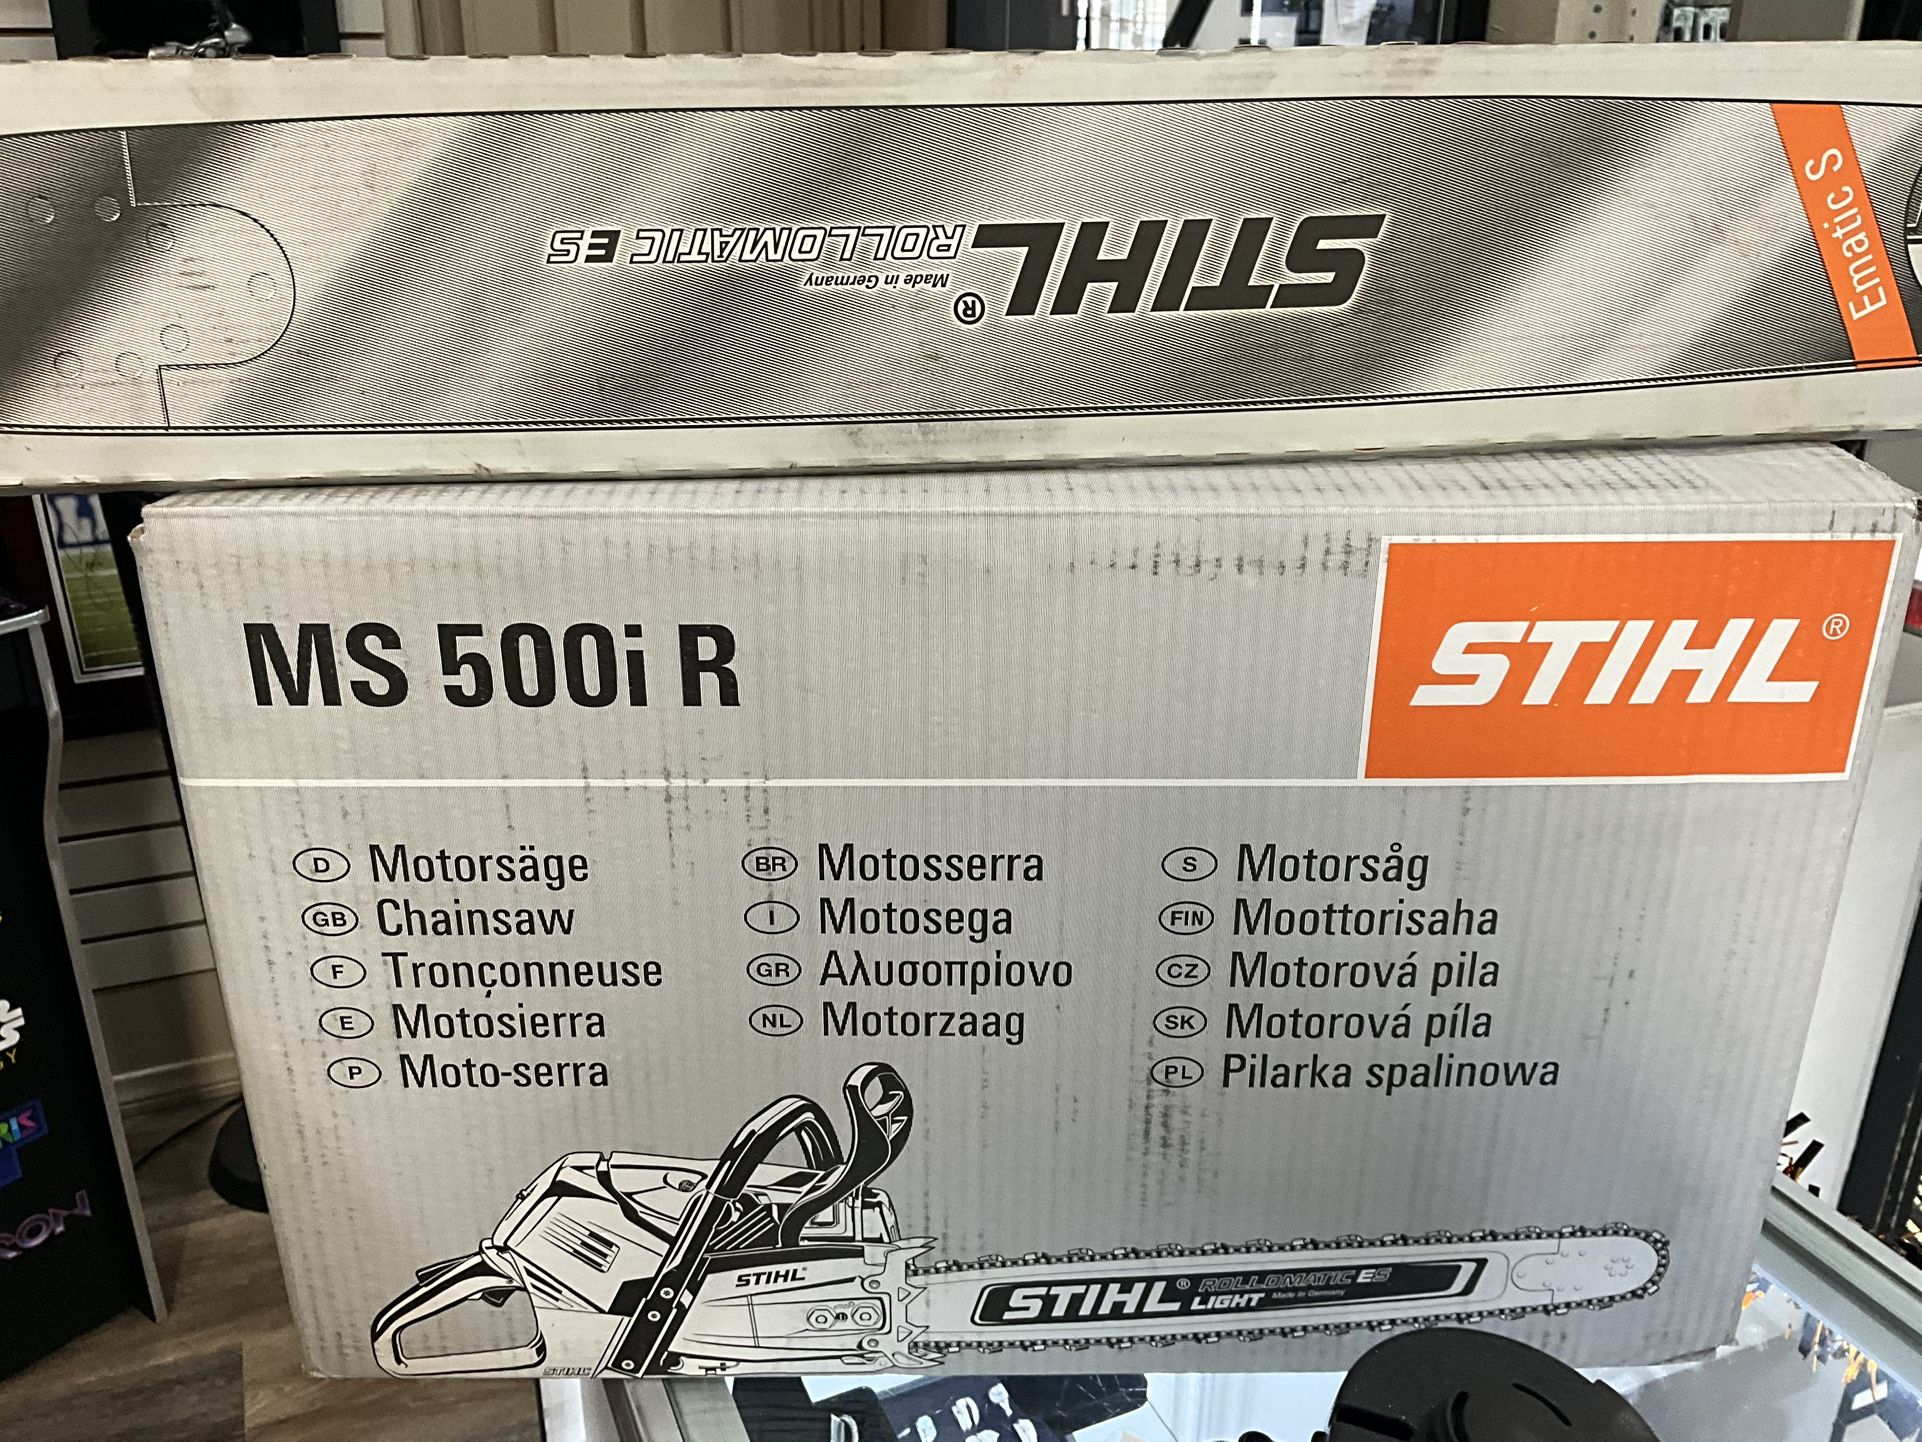 Ematic S
STIHL®
ROLLOMATIC ES
Made in Germany
MS 500i R
STIHL®
D Motorsäge
GB Chainsaw
F Tronçonneuse
E Motosierra
P Moto-serra
BR Motosserra
I Motosega
GR Αλυσοπρίονο
NL Motorzaag
S Motorsåg
FIN Moottorisaha
CZ Motorová pila
SK Motorová píla
PL Pilarka spalinowa
STIHL
STIHL
STIHL® ROLLOMATIC ES
LIGHT Made in Germany